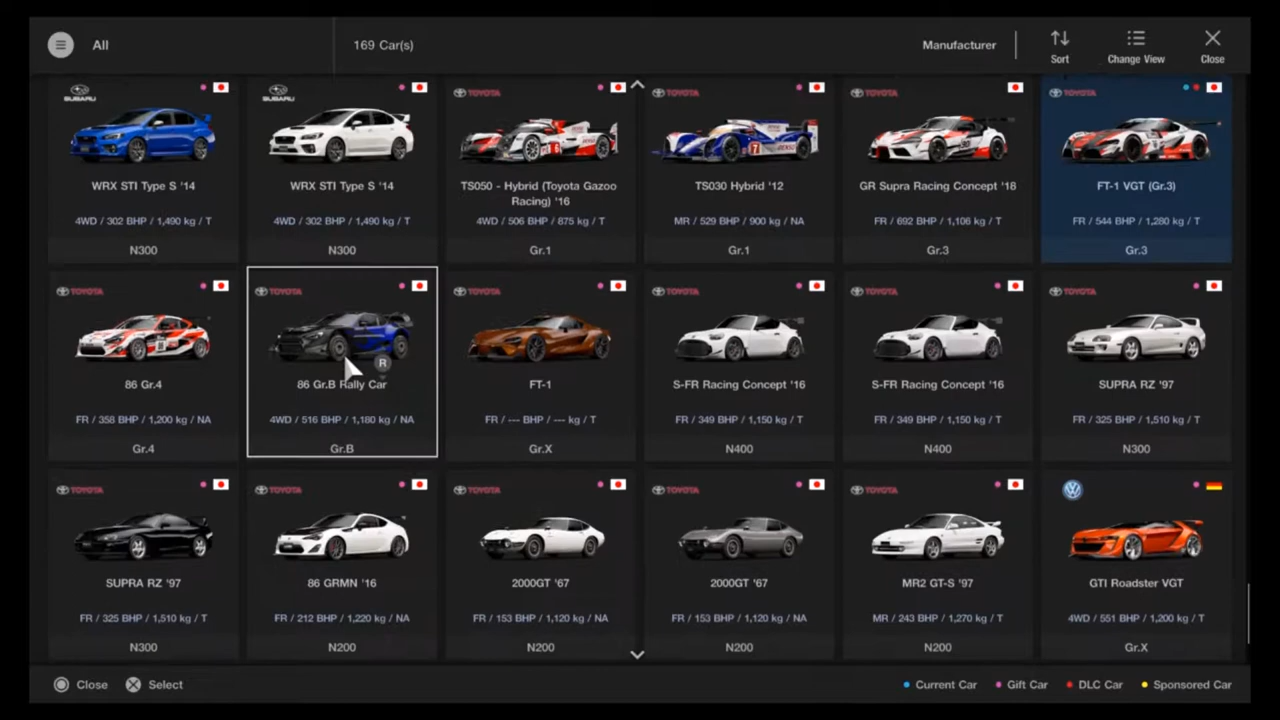 All
169 Car(s)
Manufacturer
Sort
Change View
Close
SUBARU
SUBARU
TOYOTA
TOYOTA
TOYOTA
TOYOTA
WRX STI Type S '14
WRX STI Type S '14
TS050 - Hybrid (Toyota Gazoo
Racing) '16
TS030 Hybrid '12
GR Supra Racing Concept '18
FT-1 VGT (Gr.3)
4WD / 302 BHP / 1,490 kg / T
4WD / 302 BHP / 1,490 kg / T
4WD / 506 BHP / 875 kg / T
MR / 529 BHP / 900 kg / NA
FR / 692 BHP / 1,106 kg / T
FR / 544 BHP / 1,280 kg / T
N300
N300
Gr.1
Gr.1
Gr.3
Gr.3
TOYOTA
TOYOTA
TOYOTA
TOYOTA
TOYOTA
TOYOTA
R
86 Gr.4
86 Gr.B Rally Car
FT-1
S-FR Racing Concept '16
S-FR Racing Concept '16
SUPRA RZ '97
FR / 358 BHP / 1,200 kg / NA
4WD / 516 BHP / 1,180 kg / NA
FR / --- BHP / --- kg / T
FR / 349 BHP / 1,150 kg / T
FR / 349 BHP / 1,150 kg / T
FR / 325 BHP / 1,510 kg / T
Gr.4
Gr.B
Gr.X
N400
N400
N300
TOYOTA
TOYOTA
TOYOTA
TOYOTA
TOYOTA
SUPRA RZ '97
86 GRMN '16
2000GT '67
2000GT '67
MR2 GT-S '97
GTI Roadster VGT
FR / 325 BHP / 1,510 kg / T
FR / 212 BHP / 1,220 kg / NA
FR / 153 BHP / 1,120 kg / NA
FR / 153 BHP / 1,120 kg / NA
MR / 243 BHP / 1,270 kg / T
4WD / 551 BHP / 1,200 kg / T
N300
N200
N200
N200
N200
Gr.X
Close
Select
Current Car
Gift Car
DLC Car
Sponsored Car